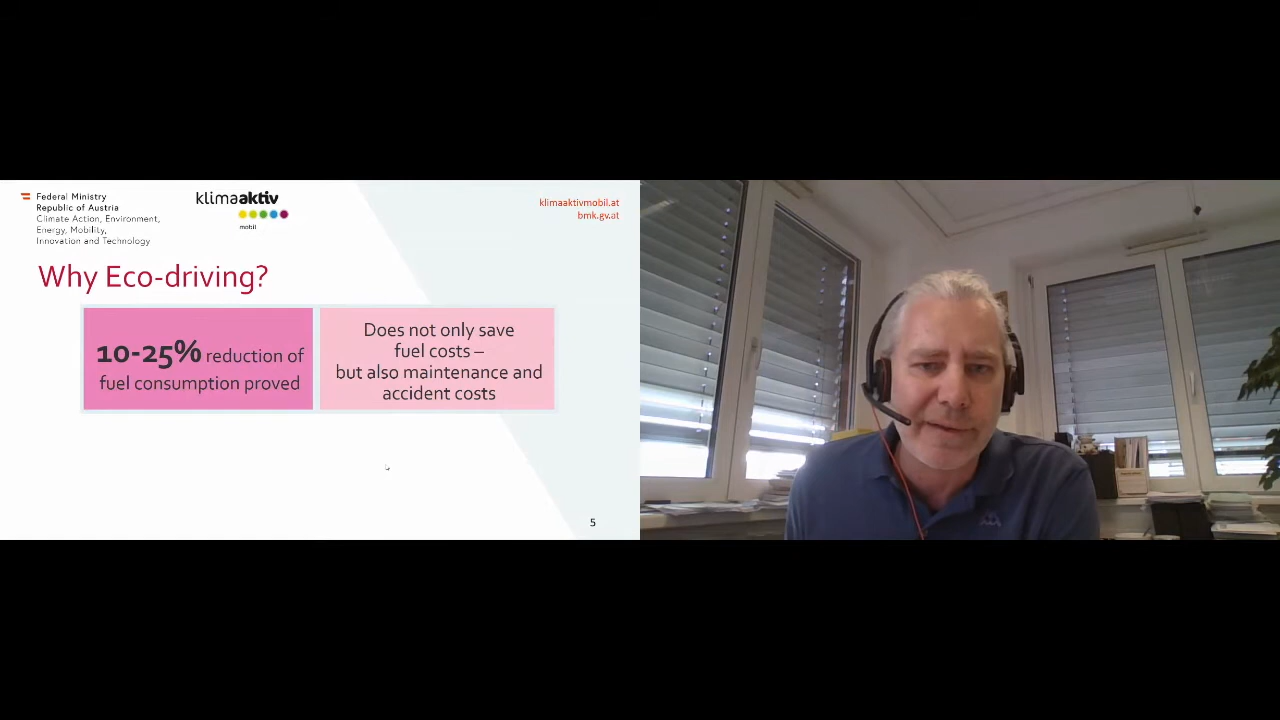 Federal Ministry
Republic of Austria
Climate Action, Environment,
Energy, Mobility,
Innovation and Technology
klimaaktiv
mobil
klimaaktivmobil.at
bmk.gv.at
Why Eco-driving?
10-25% reduction of
fuel consumption proved
Does not only save
fuel costs –
but also maintenance and
accident costs
5